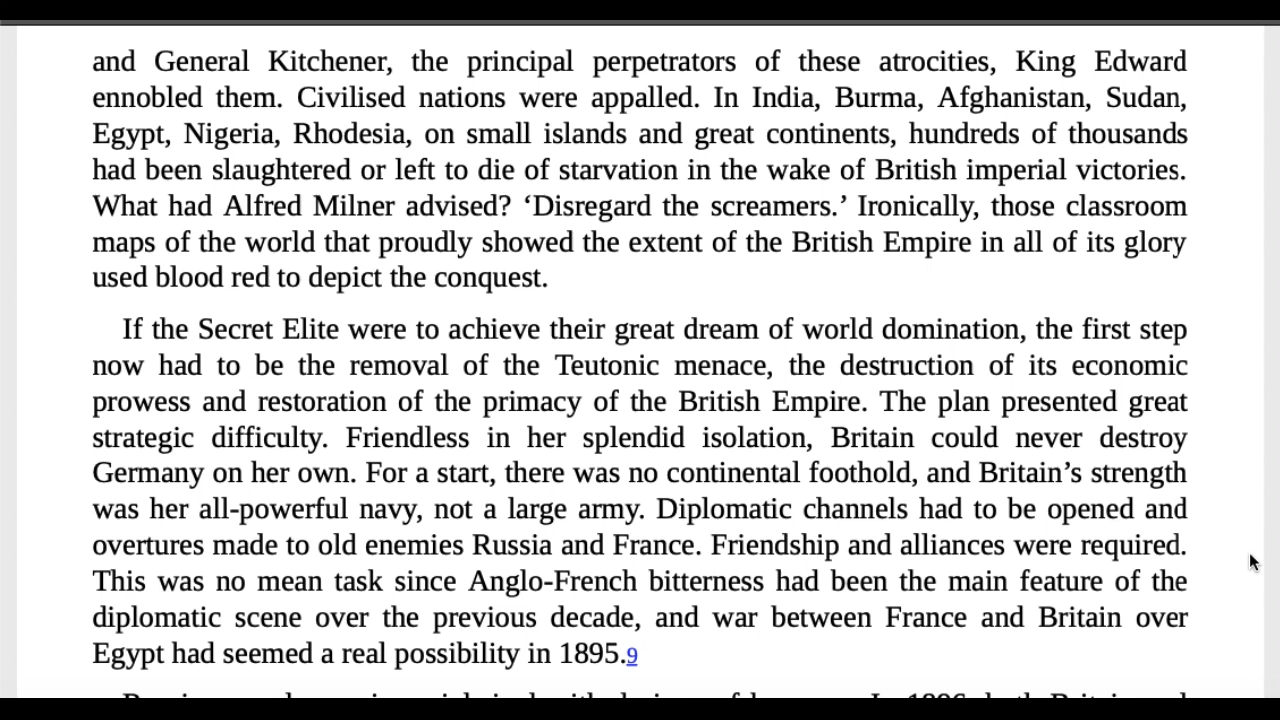 and General Kitchener, the principal perpetrators of these atrocities, King Edward
ennobled them. Civilised nations were appalled. In India, Burma, Afghanistan, Sudan,
Egypt, Nigeria, Rhodesia, on small islands and great continents, hundreds of thousands
had been slaughtered or left to die of starvation in the wake of British imperial victories.
What had Alfred Milner advised? ‘Disregard the screamers.’ Ironically, those classroom
maps of the world that proudly showed the extent of the British Empire in all of its glory
used blood red to depict the conquest.
If the Secret Elite were to achieve their great dream of world domination, the first step
now had to be the removal of the Teutonic menace, the destruction of its economic
prowess and restoration of the primacy of the British Empire. The plan presented great
strategic difficulty. Friendless in her splendid isolation, Britain could never destroy
Germany on her own. For a start, there was no continental foothold, and Britain’s strength
was her all-powerful navy, not a large army. Diplomatic channels had to be opened and
overtures made to old enemies Russia and France. Friendship and alliances were required.
This was no mean task since Anglo-French bitterness had been the main feature of the
diplomatic scene over the previous decade, and war between France and Britain over
Egypt had seemed a real possibility in 1895.9